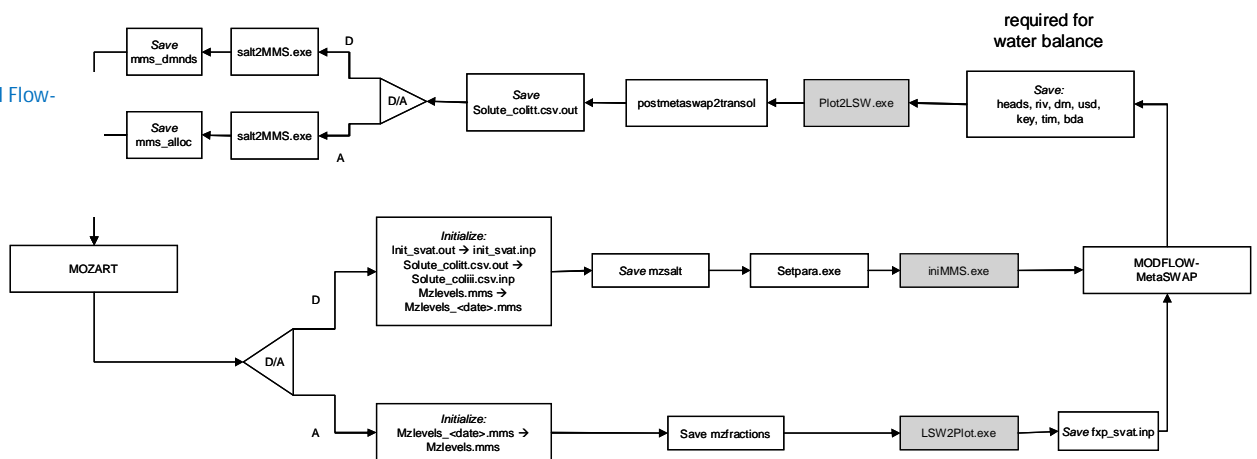 required for
water balance
l Flow-
D
Save
mms_dmnds
salt2MMS.exe
D/A
Save
Solute_colitt.csv.out
postmetaswap2transol
Plot2LSW.exe
Save:
heads, riv, drn, usd,
key, tim, bda
Save
mms_alloc
salt2MMS.exe
A
MOZART
Initialize:
Init_svat.out → init_svat.inp
Solute_colitt.csv.out →
Solute_coliii.csv.inp
Mzlevels.mms →
Mzlevels_<date>.mms
Save mzsalt
Setpara.exe
iniMMS.exe
MODFLOW-
MetaSWAP
D
D/A
A
Initialize:
Mzlevels_<date>.mms →
Mzlevels.mms
Save mzfractions
LSW2Plot.exe
Save fxp_svat.inp